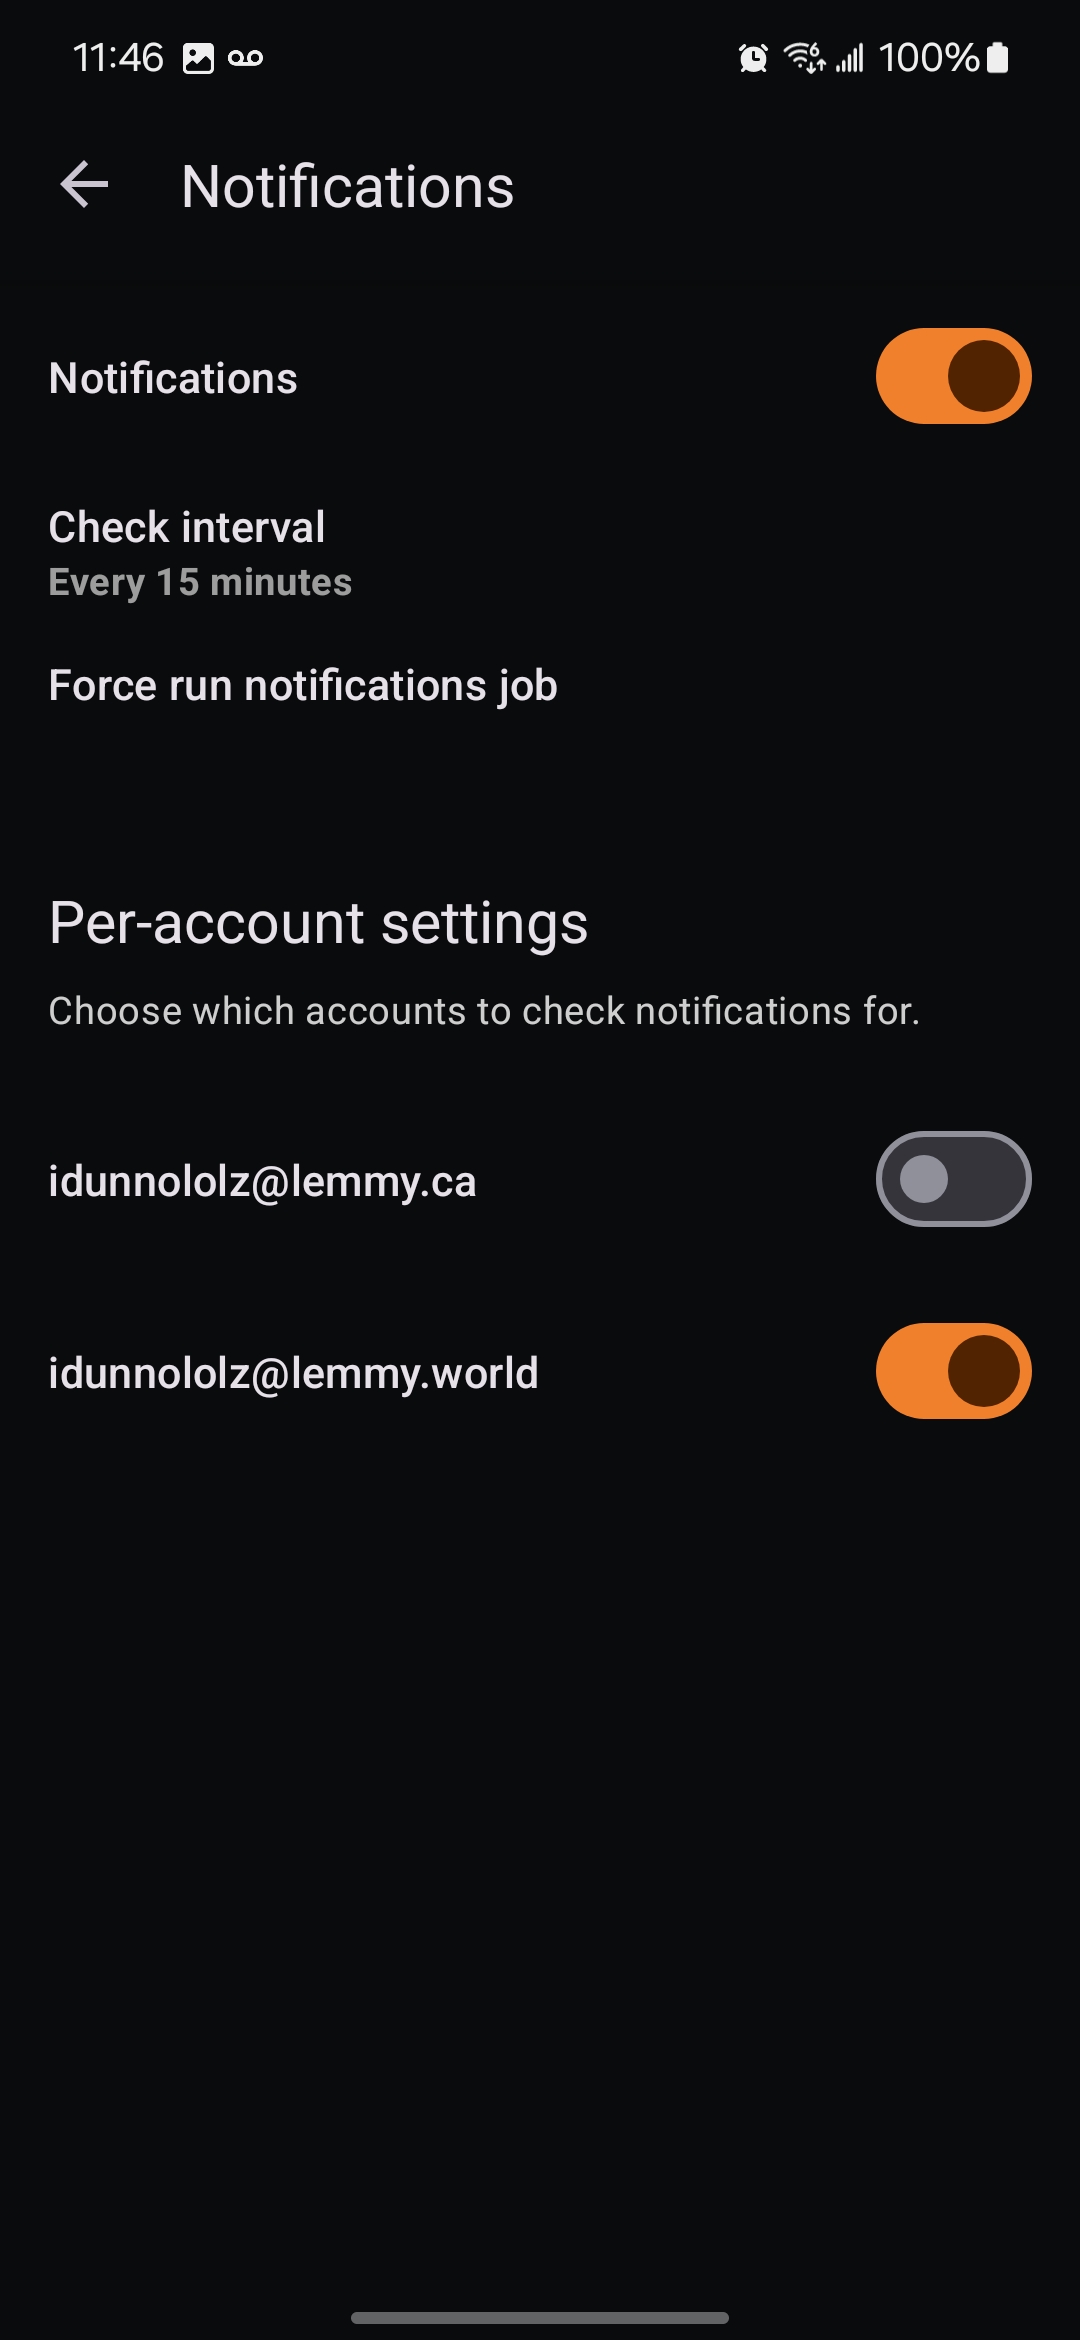 11:46 100%
Notifications
Notifications
Check interval
Every 15 minutes
Force run notifications job
Per-account settings
Choose which accounts to check notifications for.
idunnololz@lemmy.ca
idunnololz@lemmy.world